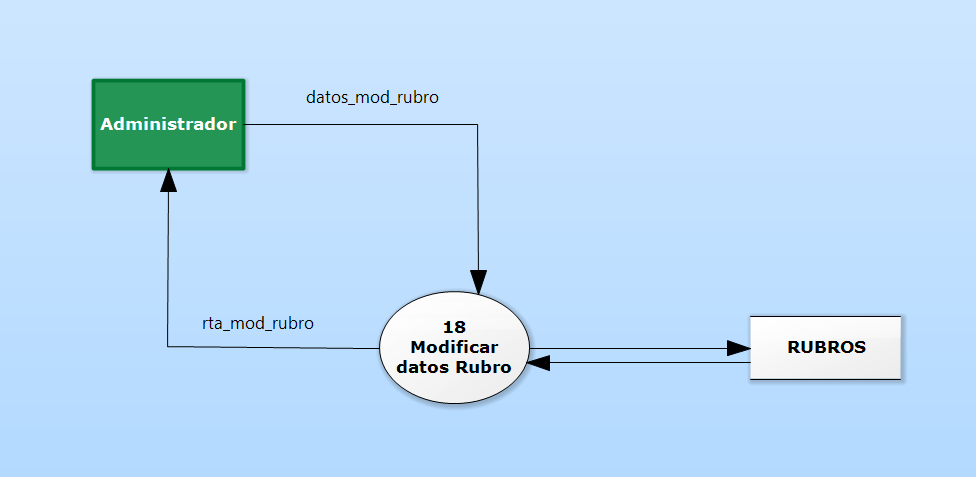 datos_mod_rubro
Administrador
rta_mod_rubro
18
Modificar
datos Rubro
RUBROS